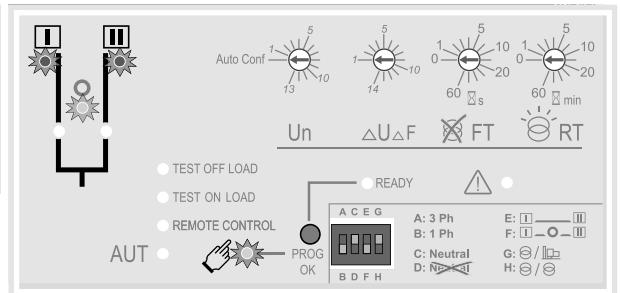 I II
5 5 5 5
1 1 1 10 1 10
Auto Conf 0 0
10 10 20 20
13 14 60 s 60 min
Un △U△F FT RT
TEST OFF LOAD
READY
TEST ON LOAD
REMOTE CONTROL
A C E G
A: 3 Ph E: I II
B: 1 Ph F: I O II
AUT PROG OK
C: Neutral G: /
D: Neutral H: /
B D F H